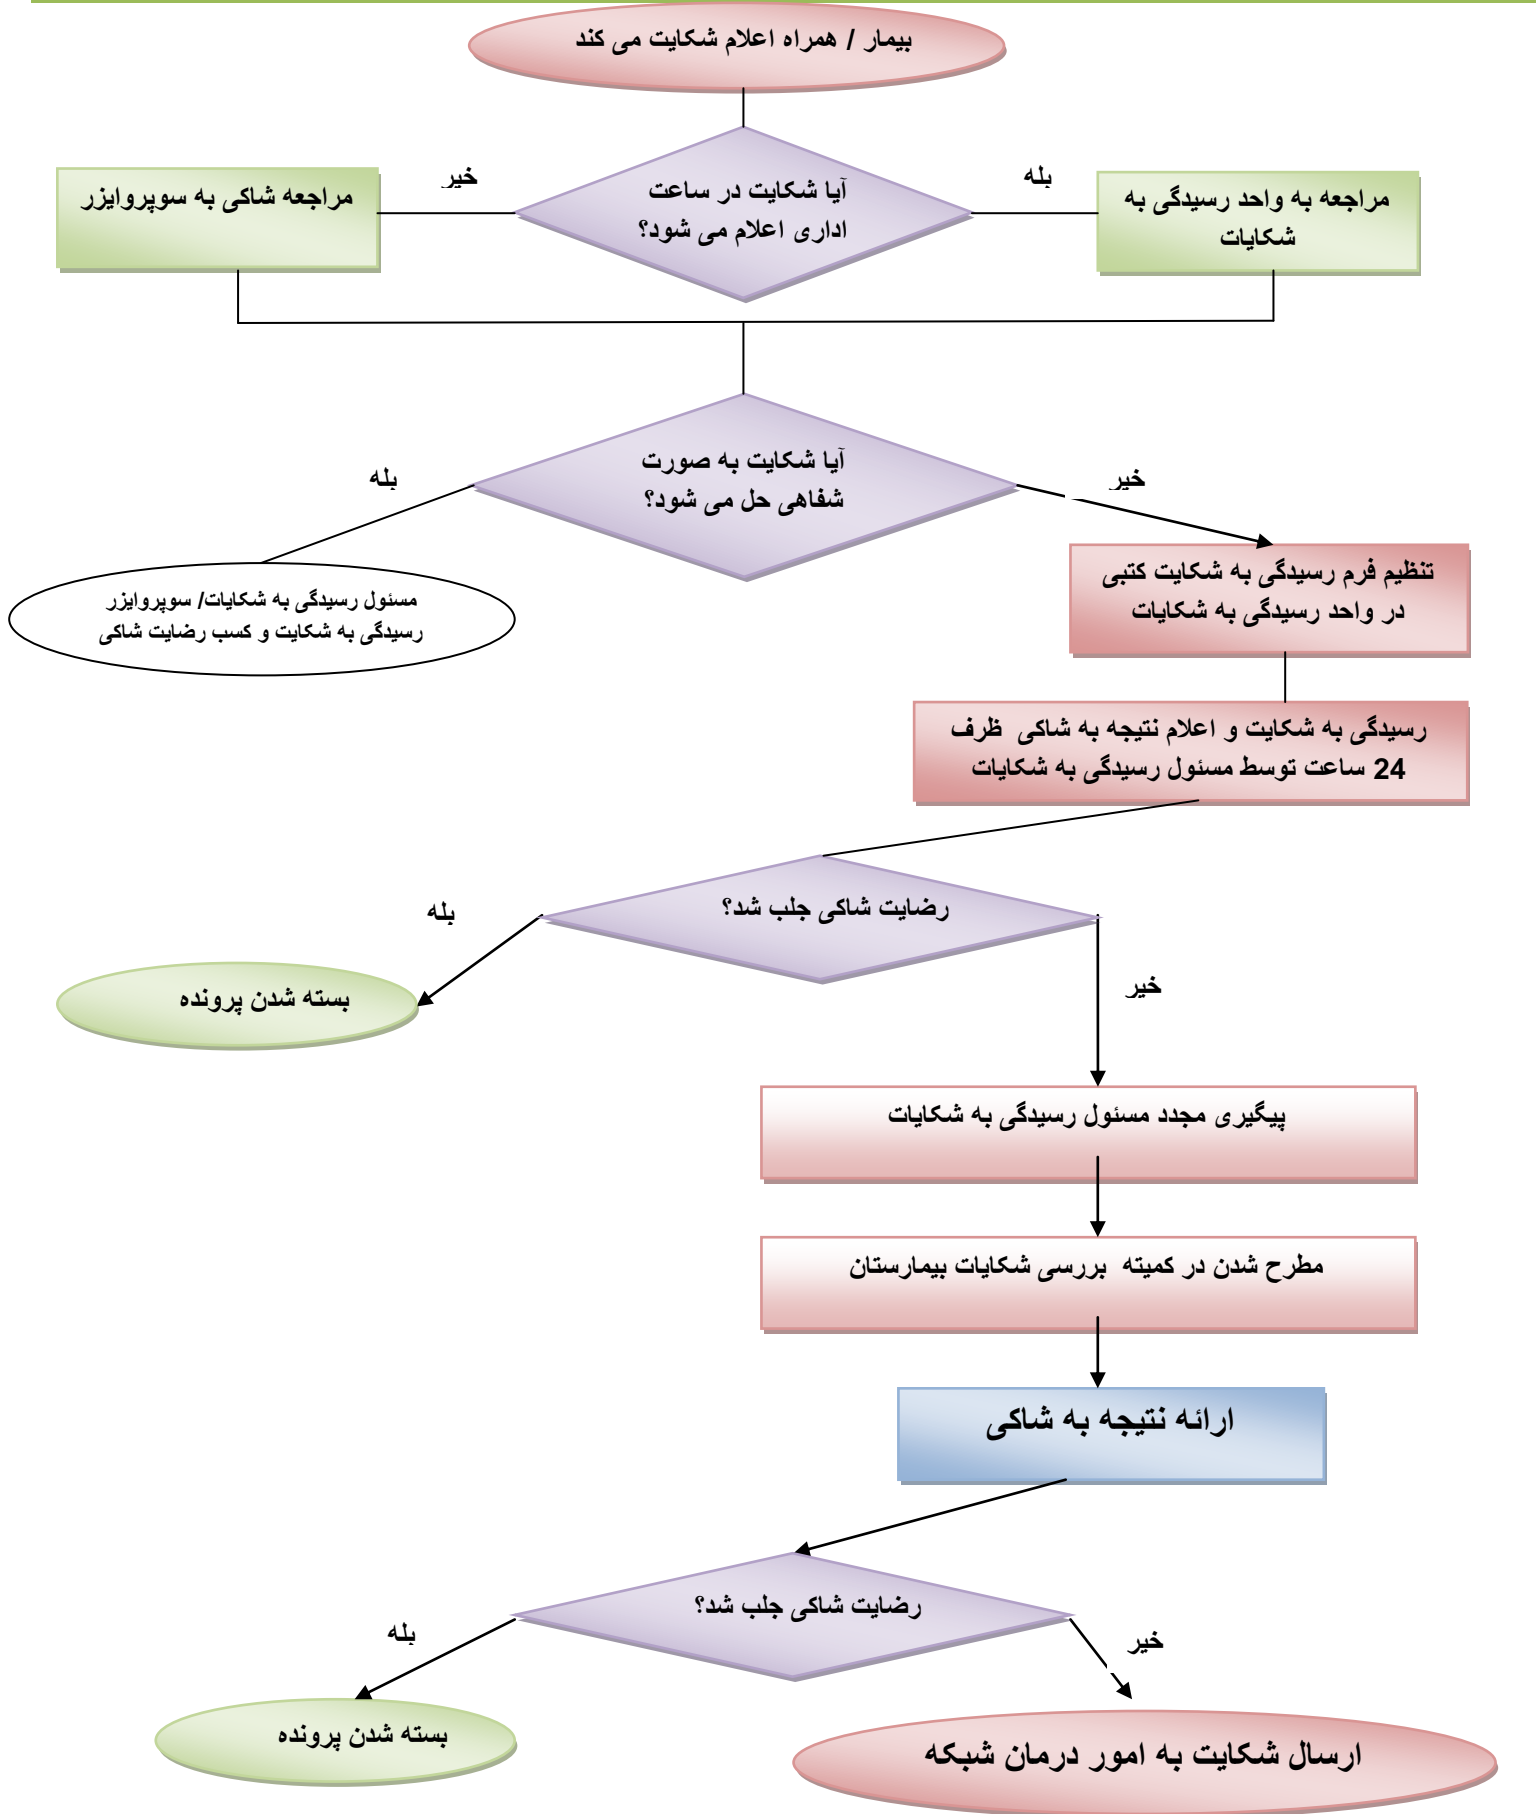 بیمار / همراه اعلام شکایت می کند
بله
خیر
مراجعه به واحد رسیدگی به
شکایات
آیا شکایت در ساعت
اداری اعلام می شود؟
مراجعه شاکی به سوپروایزر
آیا شکایت به صورت
شفاهی حل می شود؟
خیر
بله
تنظیم فرم رسیدگی به شکایت کتبی
در واحد رسیدگی به شکایات
مسئول رسیدگی به شکایات/ سوپروایزر
رسیدگی به شکایت و کسب رضایت شاکی
رسیدگی به شکایت و اعلام نتیجه به شاکی ظرف
24 ساعت توسط مسئول رسیدگی به شکایات
رضایت شاکی جلب شد؟
بله
خیر
بسته شدن پرونده
پیگیری مجدد مسئول رسیدگی به شکایات
مطرح شدن در کمیته بررسی شکایات بیمارستان
ارائه نتیجه به شاکی
رضایت شاکی جلب شد؟
خیر
بله
بسته شدن پرونده
ارسال شکایت به امور درمان شبکه